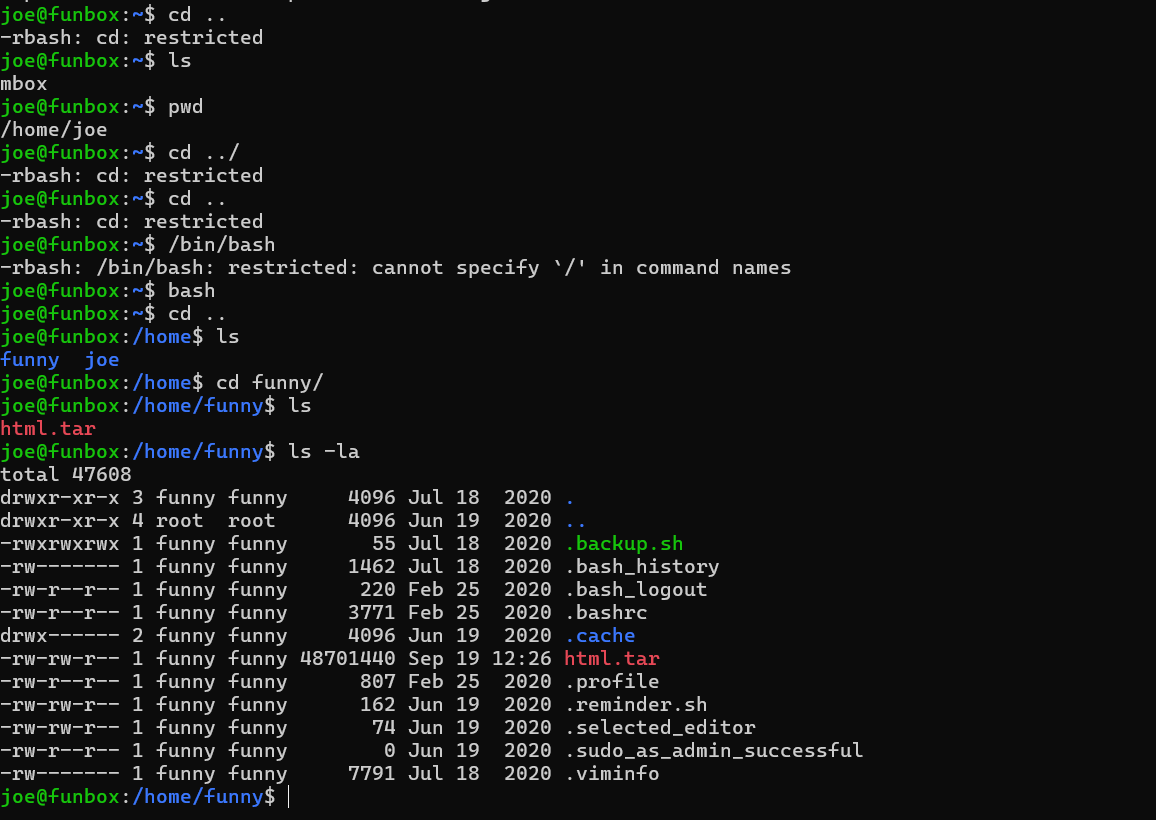 joe@funbox:~$ cd ..
-rbash: cd: restricted
joe@funbox:~$ ls
mbox
joe@funbox:~$ pwd
/home/joe
joe@funbox:~$ cd ../
-rbash: cd: restricted
joe@funbox:~$ cd ..
-rbash: cd: restricted
joe@funbox:~$ /bin/bash
-rbash: /bin/bash: restricted: cannot specify `/' in command names
joe@funbox:~$ bash
joe@funbox:~$ cd ..
joe@funbox:/home$ ls
funny  joe
joe@funbox:/home$ cd funny/
joe@funbox:/home/funny$ ls
html.tar
joe@funbox:/home/funny$ ls -la
total 47608
drwxr-xr-x 3 funny funny     4096 Jul 18  2020 .
drwxr-xr-x 4 root  root      4096 Jun 19  2020 ..
-rwxrwxrwx 1 funny funny       55 Jul 18  2020 .backup.sh
-rw------- 1 funny funny     1462 Jul 18  2020 .bash_history
-rw-r--r-- 1 funny funny      220 Feb 25  2020 .bash_logout
-rw-r--r-- 1 funny funny     3771 Feb 25  2020 .bashrc
drwx------ 2 funny funny     4096 Jun 19  2020 .cache
-rw-rw-r-- 1 funny funny 48701440 Sep 19 12:26 html.tar
-rw-r--r-- 1 funny funny      807 Feb 25  2020 .profile
-rw-rw-r-- 1 funny funny      162 Jun 19  2020 .reminder.sh
-rw-rw-r-- 1 funny funny       74 Jun 19  2020 .selected_editor
-rw-r--r-- 1 funny funny        0 Jun 19  2020 .sudo_as_admin_successful
-rw------- 1 funny funny     7791 Jul 18  2020 .viminfo
joe@funbox:/home/funny$